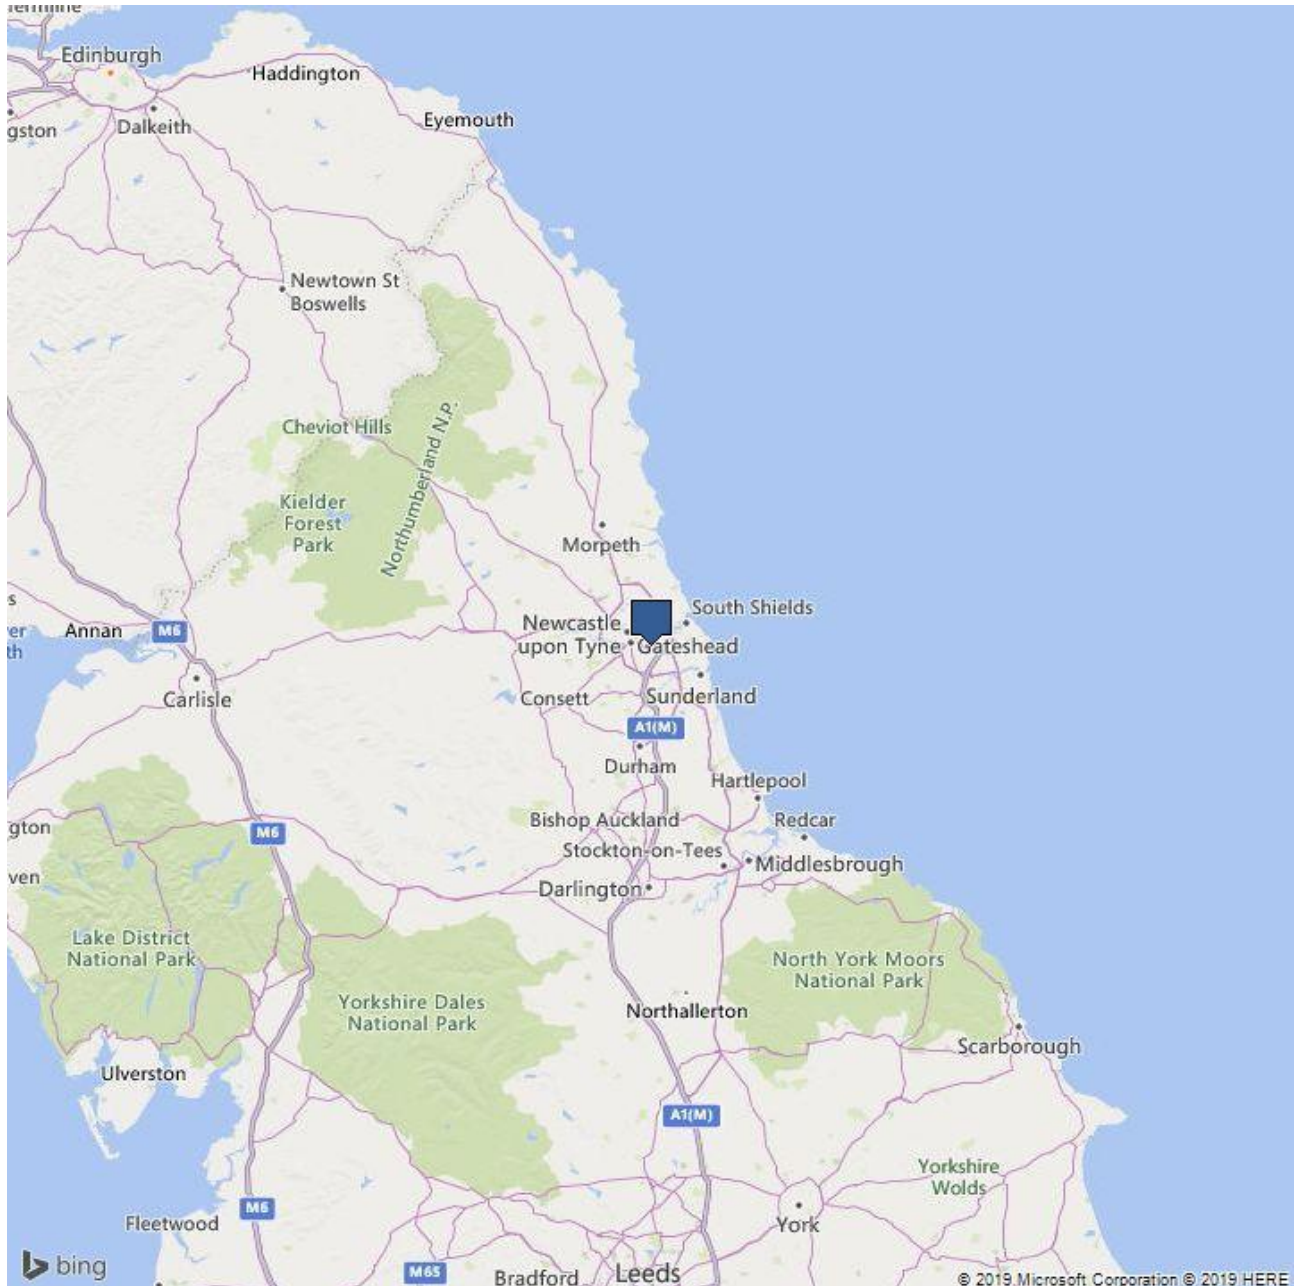 Edinburgh
Haddington
Dalkeith
gston
Eyemouth
Newtown St
Boswells
Cheviot Hills
Northumberland N.P.
Kielder
Forest
Park
Morpeth
South Shields
Newcastle
upon Tyne
Gateshead
Annan
M6
Carlisle
Consett
Sunderland
A1(M)
Durham
Hartlepool
Bishop Auckland
Redcar
gton
M6
Stockton-on-Tees
Middlesbrough
ven
Darlington
Lake District
National Park
North York Moors
National Park
Yorkshire Dales
National Park
Northallerton
Scarborough
Ulverston
A1(M)
Yorkshire
Wolds
M6
Fleetwood
York
bing
M65
Bradford
Leeds
© 2019 Microsoft Corporation © 2019 HERE